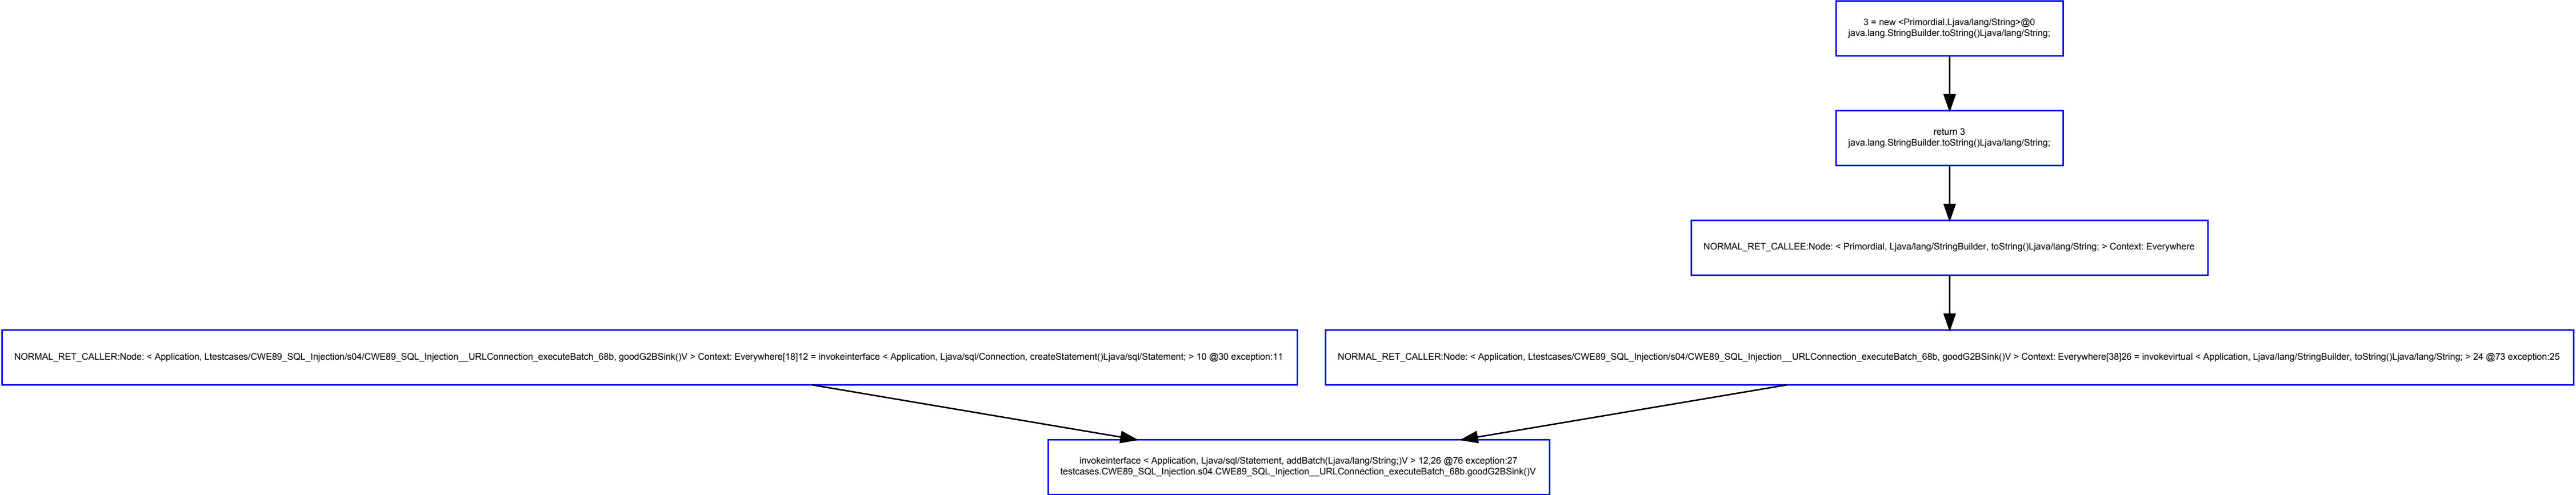 3 = new <Primordial,Ljava/lang/String>@0
java.lang.StringBuilder.toString()Ljava/lang/String;
return 3
java.lang.StringBuilder.toString()Ljava/lang/String;
NORMAL_RET_CALLEE:Node: < Primordial, Ljava/lang/StringBuilder, toString()Ljava/lang/String; > Context: Everywhere
NORMAL_RET_CALLER:Node: < Application, Ltestcases/CWE89_SQL_Injection/s04/CWE89_SQL_Injection__URLConnection_executeBatch_68b, goodG2BSink()V > Context: Everywhere[18]12 = invokeinterface < Application, Ljava/sql/Connection, createStatement()Ljava/sql/Statement; > 10 @30 exception:11
NORMAL_RET_CALLER:Node: < Application, Ltestcases/CWE89_SQL_Injection/s04/CWE89_SQL_Injection__URLConnection_executeBatch_68b, goodG2BSink()V > Context: Everywhere[38]26 = invokevirtual < Application, Ljava/lang/StringBuilder, toString()Ljava/lang/String; > 24 @73 exception:25
invokeinterface < Application, Ljava/sql/Statement, addBatch(Ljava/lang/String;)V > 12,26 @76 exception:27
testcases.CWE89_SQL_Injection.s04.CWE89_SQL_Injection__URLConnection_executeBatch_68b.goodG2BSink()V